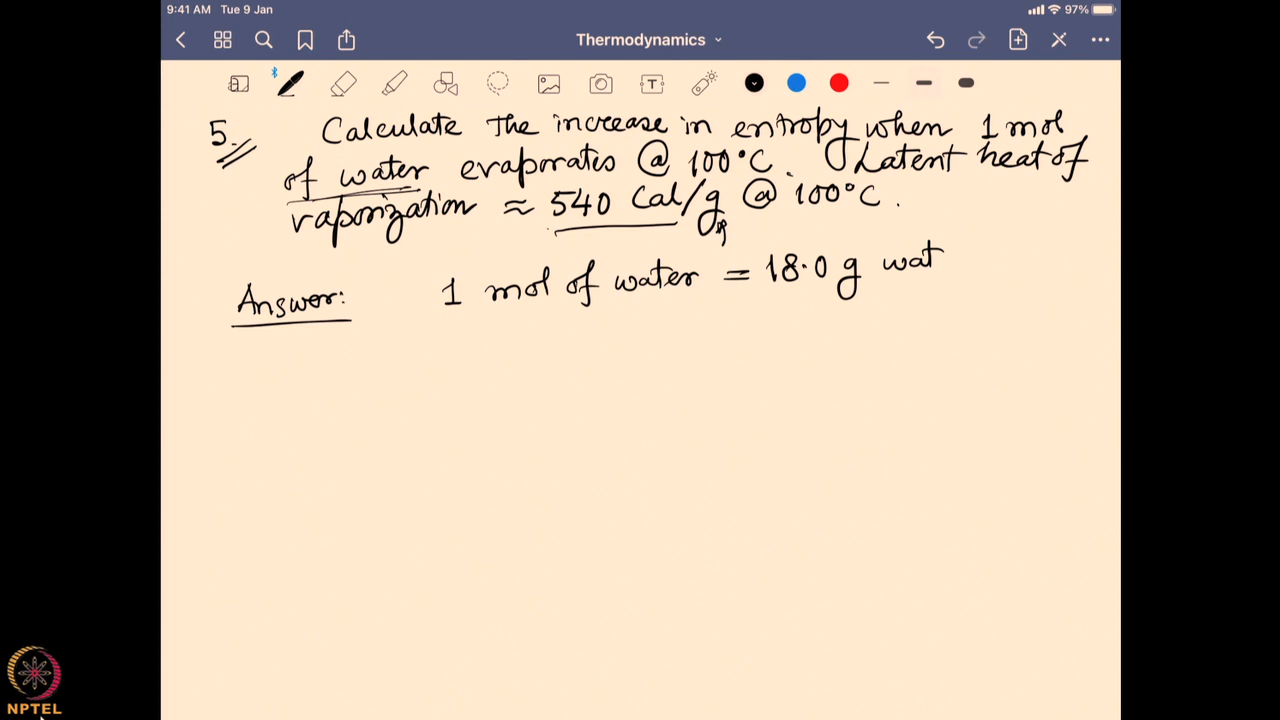 9:41 AM Tue 9 Jan
97%
Thermodynamics
T
5. Calculate the increase in entropy when 1 mol
of water evaporates @ 100°C. Latent heat of
vaporization ≈ 540 Cal/g @ 100°C.
Answer: 1 mol of water = 18.0 g wat
NPTEL